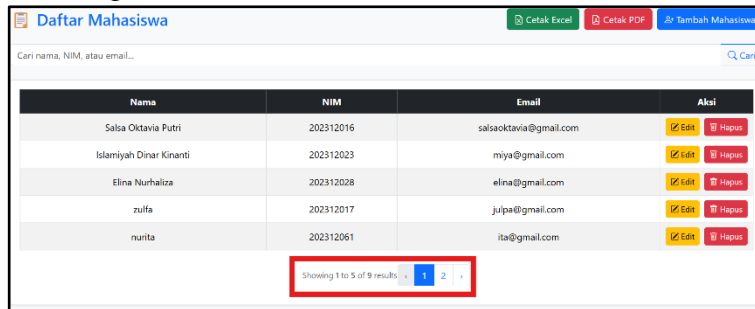 Daftar Mahasiswa Cetak Excel Cetak PDF Tambah Mahasiswa
Cari nama, NIM, atau email... Cari
Nama NIM Email Aksi
Salsa Oktavia Putri 202312016 salsaoktavia@gmail.com Edit Hapus
Islamiyah Dinar Kinanti 202312023 miya@gmail.com Edit Hapus
Elina Nurhaliza 202312028 elina@gmail.com Edit Hapus
zulfa 202312017 julpa@gmail.com Edit Hapus
nurita 202312061 ita@gmail.com Edit Hapus
Showing 1 to 5 of 9 results ‹ 1 2 ›